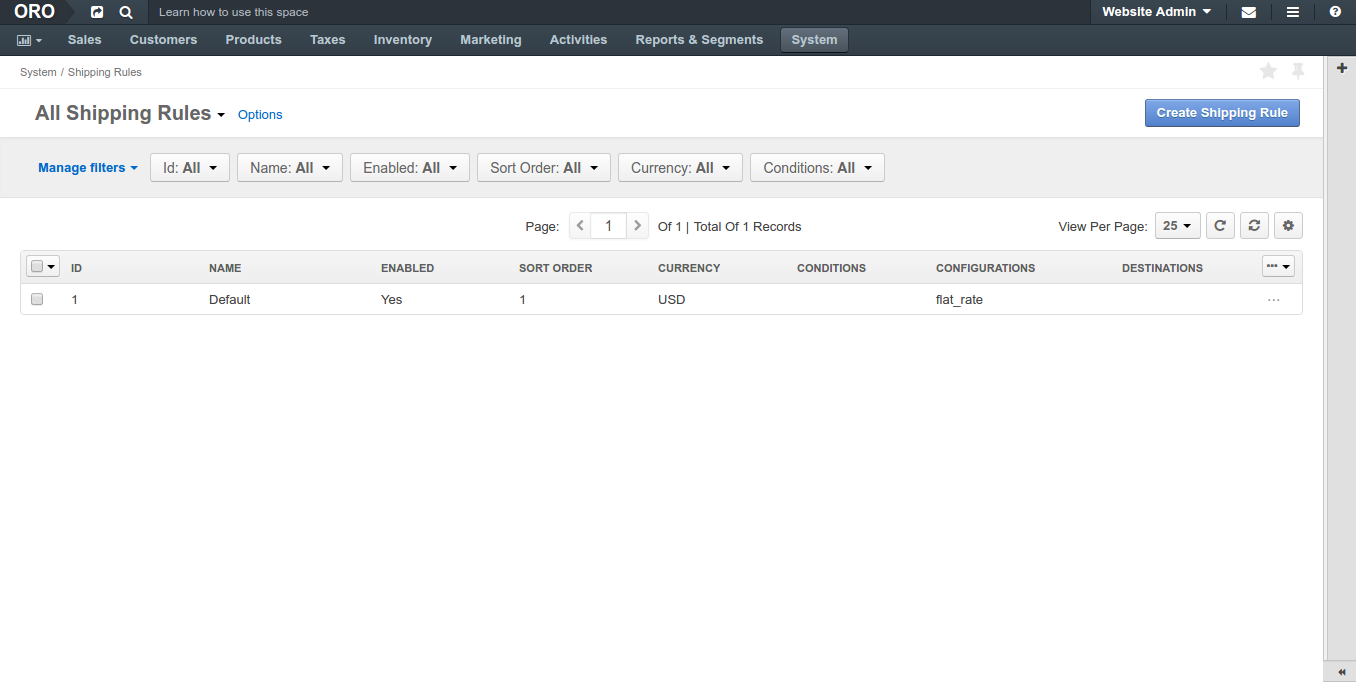 ORO Learn how to use this space Website Admin
Sales Customers Products Taxes Inventory Marketing Activities Reports & Segments System
System / Shipping Rules
All Shipping Rules Options Create Shipping Rule
Manage filters Id: All Name: All Enabled: All Sort Order: All Currency: All Conditions: All
Page: 1 Of 1 | Total Of 1 Records View Per Page: 25
ID NAME ENABLED SORT ORDER CURRENCY CONDITIONS CONFIGURATIONS DESTINATIONS
1 Default Yes 1 USD flat_rate